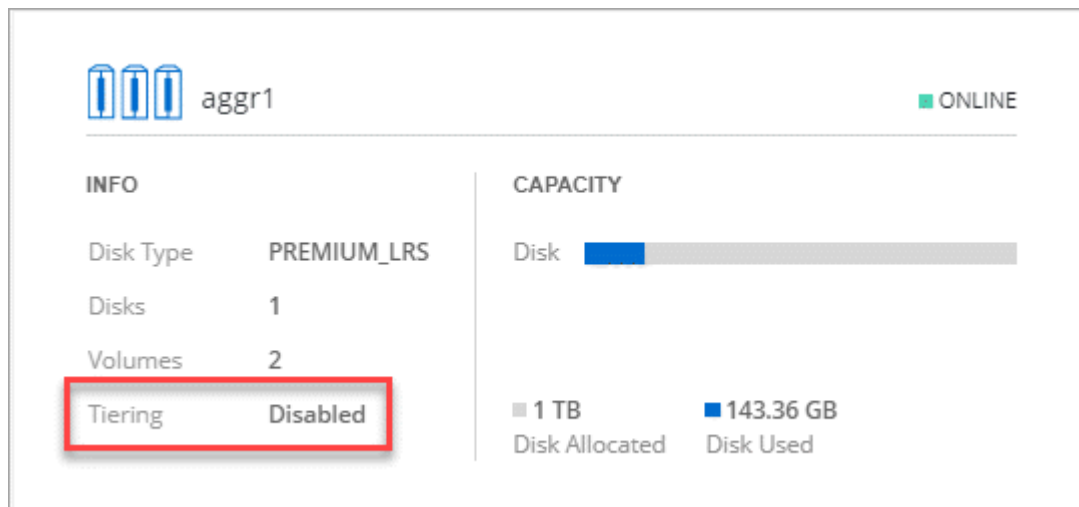 aggr1
ONLINE
INFO
Disk Type PREMIUM_LRS
Disks 1
Volumes 2
Tiering Disabled
CAPACITY
Disk
1 TB
Disk Allocated
143.36 GB
Disk Used